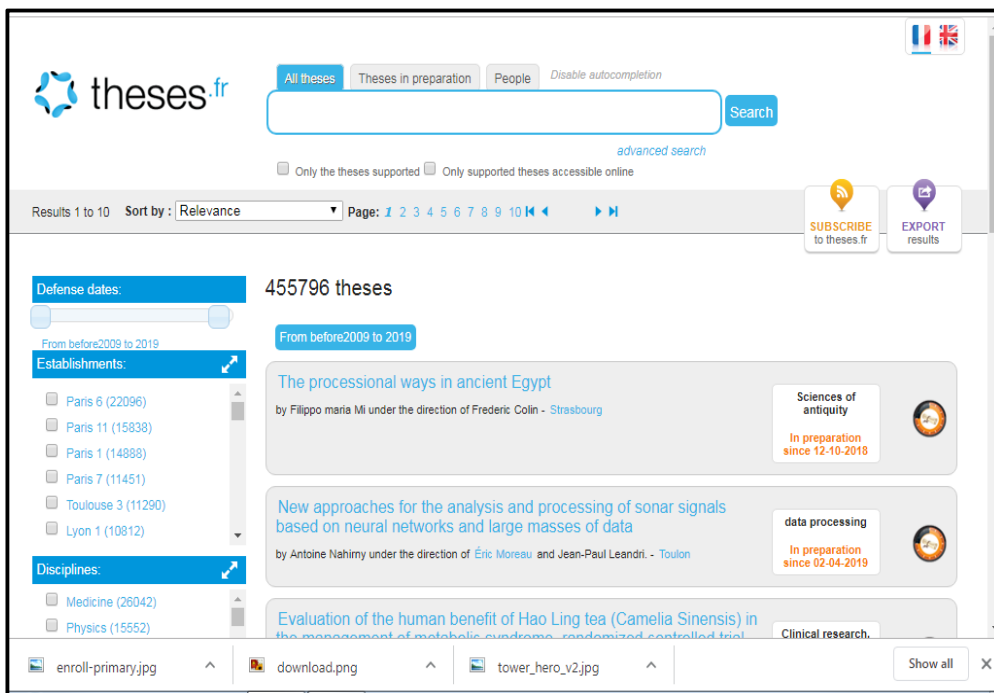 theses.fr
All theses Theses in preparation People Disable autocompletion
Search
advanced search
Only the theses supported Only supported theses accessible online
Results 1 to 10 Sort by : Relevance Page: 1 2 3 4 5 6 7 8 9 10
SUBSCRIBE
to theses.fr
EXPORT
results
Defense dates:
From before2009 to 2019
Establishments:
Paris 6 (22096)
Paris 11 (15838)
Paris 1 (14888)
Paris 7 (11451)
Toulouse 3 (11290)
Lyon 1 (10812)
Disciplines:
Medicine (26042)
Physics (15552)
455796 theses
From before2009 to 2019
The processional ways in ancient Egypt
by Filippo maria Mi under the direction of Frederic Colin - Strasbourg
Sciences of
antiquity
In preparation
since 12-10-2018
New approaches for the analysis and processing of sonar signals
based on neural networks and large masses of data
by Antoine Nahirny under the direction of Éric Moreau and Jean-Paul Leandri. - Toulon
data processing
In preparation
since 02-04-2019
Evaluation of the human benefit of Hao Ling tea (Camelia Sinensis) in
the management of metabolic syndrome, randomized controlled trial
Clinical research,
enroll-primary.jpg download.png tower_hero_v2.jpg Show all